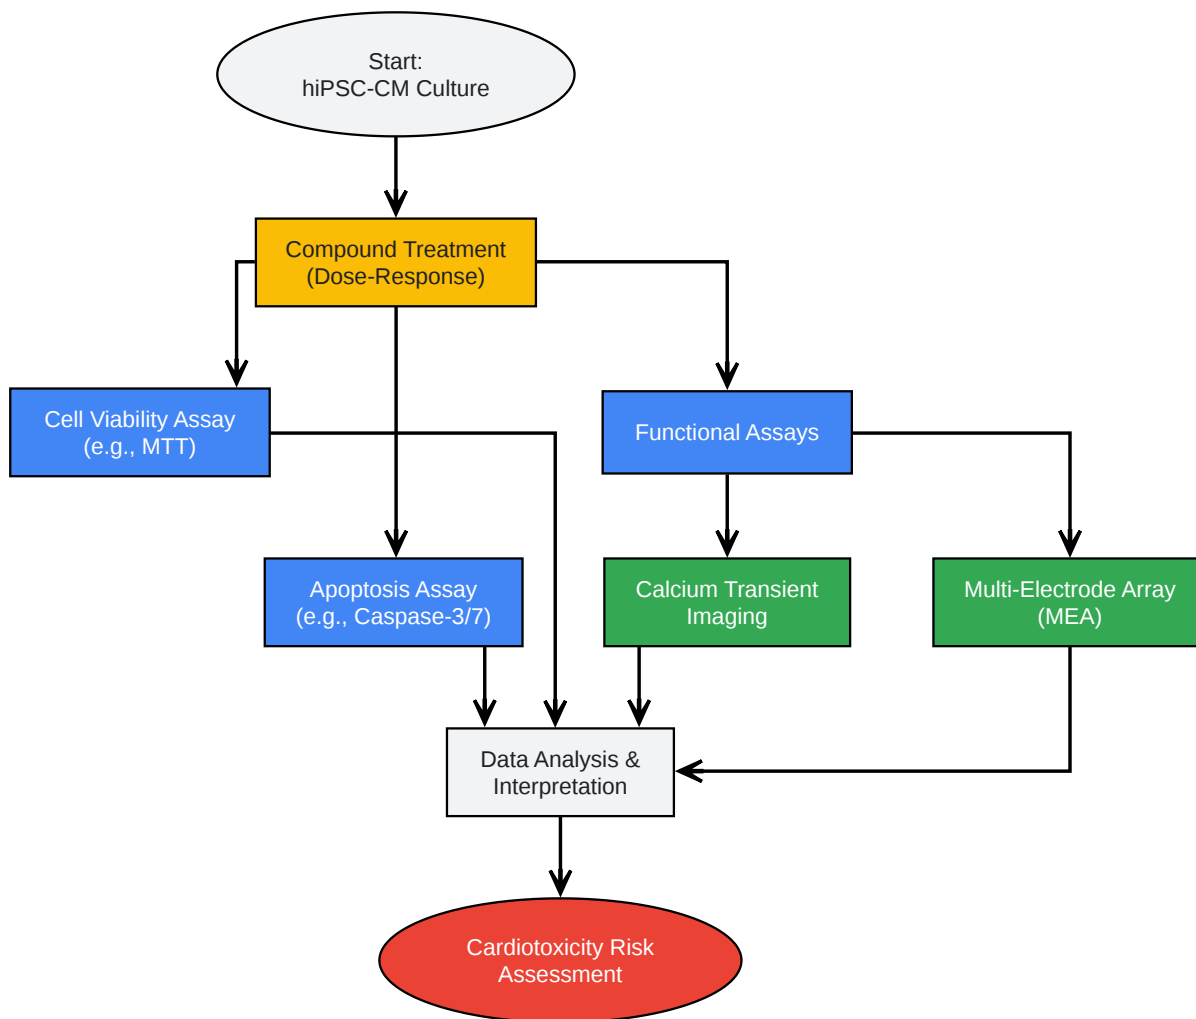 Start:
hiPSC-CM Culture
Compound Treatment
(Dose-Response)
Cell Viability Assay
(e.g., MTT)
Functional Assays
Apoptosis Assay
(e.g., Caspase-3/7)
Calcium Transient
Imaging
Multi-Electrode Array
(MEA)
Data Analysis &
Interpretation
Cardiotoxicity Risk
Assessment